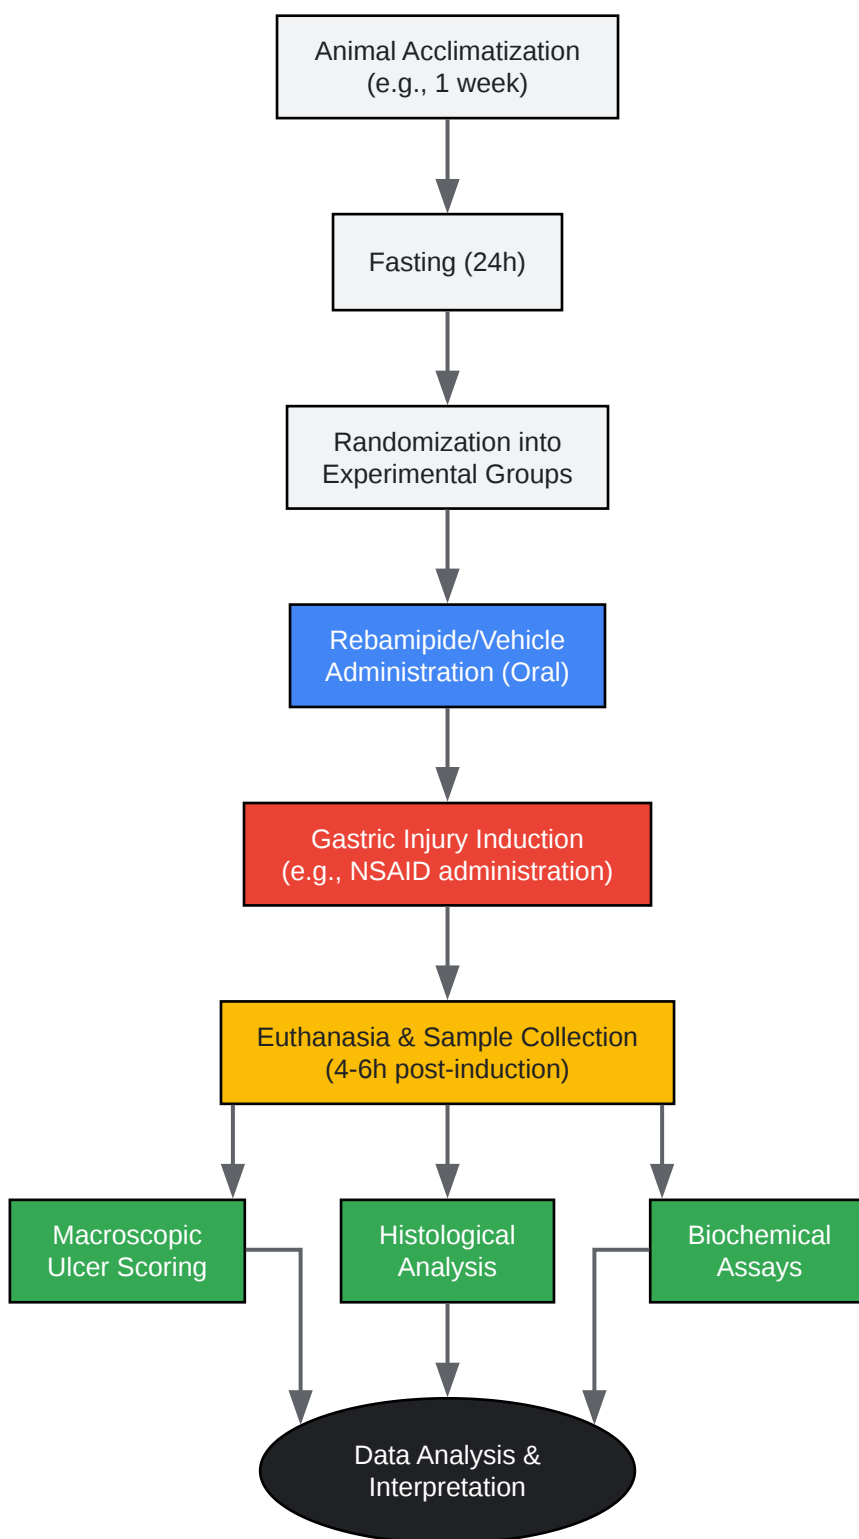 Animal Acclimatization
(e.g., 1 week)
Fasting (24h)
Randomization into
Experimental Groups
Rebamipide/Vehicle
Administration (Oral)
Gastric Injury Induction
(e.g., NSAID administration)
Euthanasia & Sample Collection
(4-6h post-induction)
Macroscopic
Ulcer Scoring
Histological
Analysis
Biochemical
Assays
Data Analysis &
Interpretation